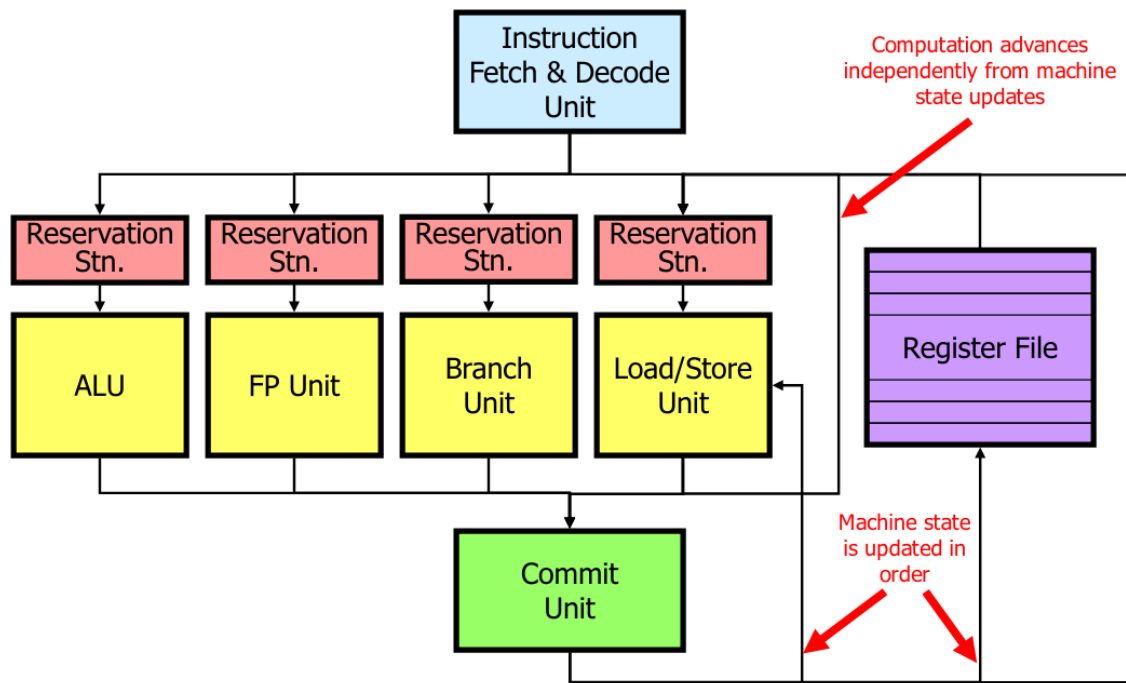 Instruction
Fetch & Decode
Unit
Computation advances
independently from machine
state updates
Reservation
Stn.
Reservation
Stn.
Reservation
Stn.
Reservation
Stn.
ALU
FP Unit
Branch
Unit
Load/Store
Unit
Register File
Machine state
is updated in
order
Commit
Unit